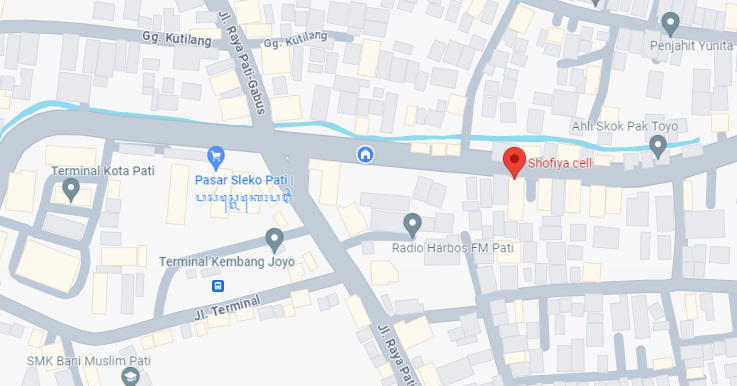 Gg. Kutilang
Gg. Kutilang
Jl. Raya Pati-Gabus
Penjahit Yunita
Ahli Skok Pak Toyo
Shofiya cell
Terminal Kota Pati
Pasar Sleko Pati |
Radio Harbos FM Pati
Terminal Kembang Joyo
Jl. Terminal
Jl. Raya Pati
SMK Bani Muslim Pati